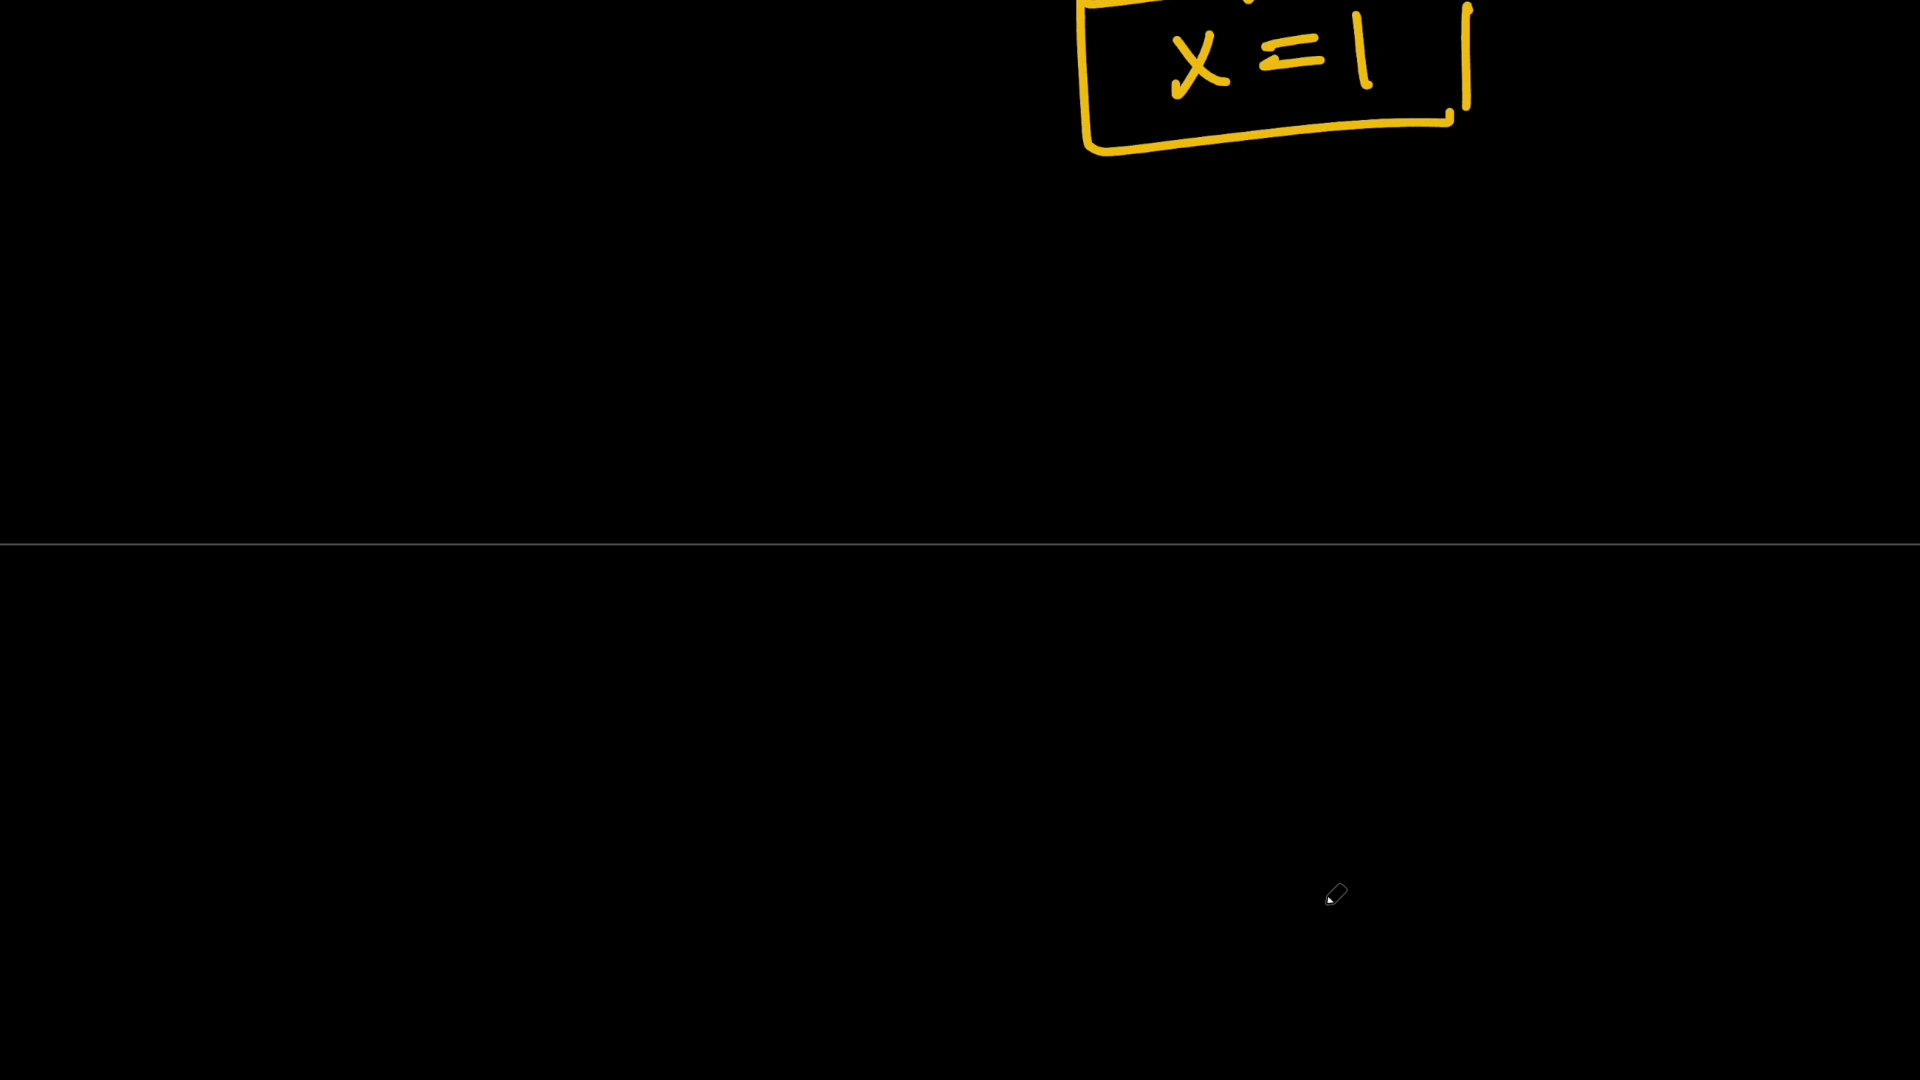 x = 1